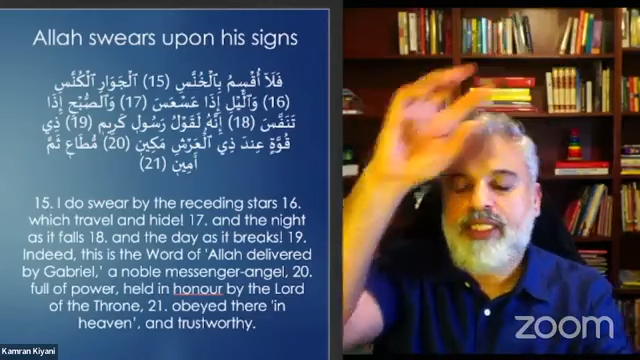 Allah swears upon his signs
فَلَآ أُقۡسِمُ بِٱلۡخُنَّسِ (15) ٱلۡجَوَارِ ٱلۡكُنَّسِ
(16) وَٱلَّيۡلِ إِذَا عَسۡعَسَ (17) وَٱلصُّبۡحِ إِذَا
تَنَفَّسَ (18) إِنَّهُۥ لَقَوۡلُ رَسُولٖ كَرِيمٖ (19) ذِي
قُوَّةٍ عِندَ ذِي ٱلۡعَرۡشِ مَكِينٖ (20) مُّطَاعٖ ثَمَّ
أَمِينٖ (21)
15. I do swear by the receding stars 16.
which travel and hide! 17. and the night
as it falls 18. and the day as it breaks! 19.
Indeed, this is the Word of 'Allah delivered
by Gabriel,' a noble messenger-angel, 20.
full of power, held in honour by the Lord
of the Throne, 21. obeyed there 'in
heaven', and trustworthy.
Kamran Kiyani
zoom